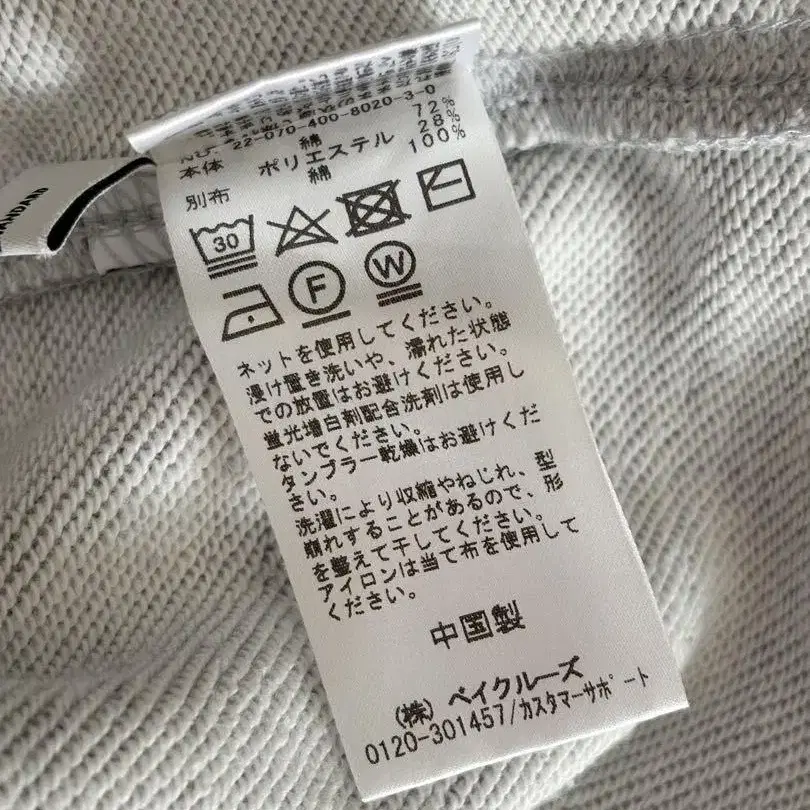 NO. 22-070-400-8020-3-0
本体 綿 72%
ポリエステル 28%
別布 綿 100%
30
F
W
ネットを使用してください。
浸け置き洗いや、濡れた状態
での放置はお避けください。
蛍光増白剤配合洗剤は使用し
ないでください。
タンブラー乾燥はお避けくだ
さい。
洗濯により収縮やねじれ、型
崩れすることがあるので、形
を整えて干してください。
アイロンは当て布を使用して
ください。
中国製
(株) ベイクルーズ
0120-301457/カスタマーサポート